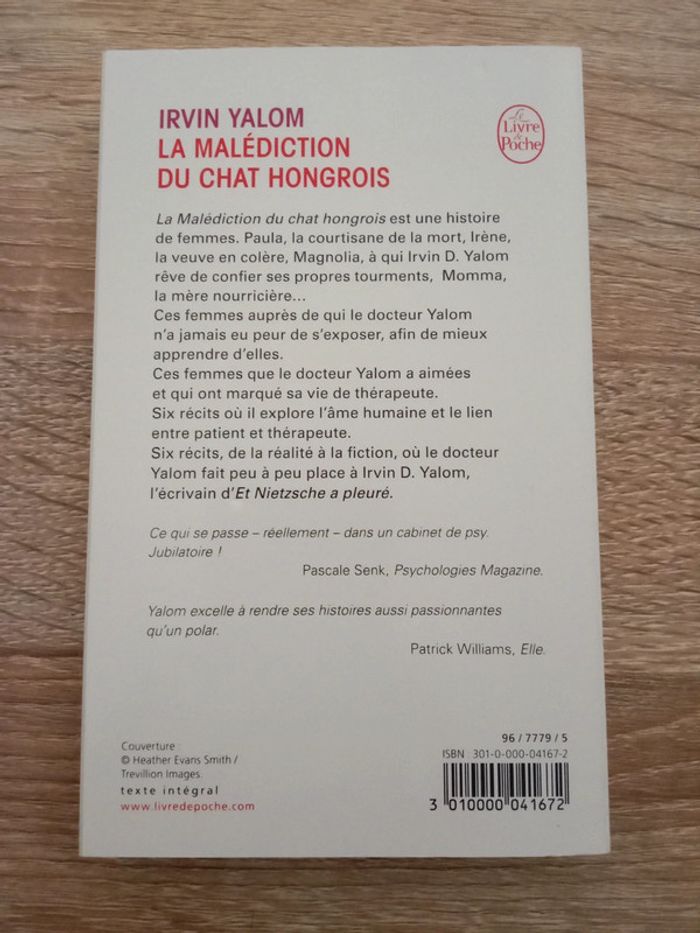 IRVIN YALOM
LA MALÉDICTION
DU CHAT HONGROIS
Le
Livre
de
Poche
La Malédiction du chat hongrois est une histoire
de femmes. Paula, la courtisane de la mort, Irène,
la veuve en colère, Magnolia, à qui Irvin D. Yalom
rêve de confier ses propres tourments, Momma,
la mère nourricière...
Ces femmes auprès de qui le docteur Yalom
n'a jamais eu peur de s'exposer, afin de mieux
apprendre d'elles.
Ces femmes que le docteur Yalom a aimées
et qui ont marqué sa vie de thérapeute.
Six récits où il explore l'âme humaine et le lien
entre patient et thérapeute.
Six récits, de la réalité à la fiction, où le docteur
Yalom fait peu à peu place à Irvin D. Yalom,
l'écrivain d'Et Nietzsche a pleuré.
Ce qui se passe – réellement – dans un cabinet de psy.
Jubilatoire !
Pascale Senk, Psychologies Magazine.
Yalom excelle à rendre ses histoires aussi passionnantes
qu'un polar.
Patrick Williams, Elle.
Couverture :
© Heather Evans Smith /
Trevillion Images.
texte intégral
www.livredepoche.com
96 / 7779 / 5
ISBN : 301-0-000-04167-2
3 010000 041672